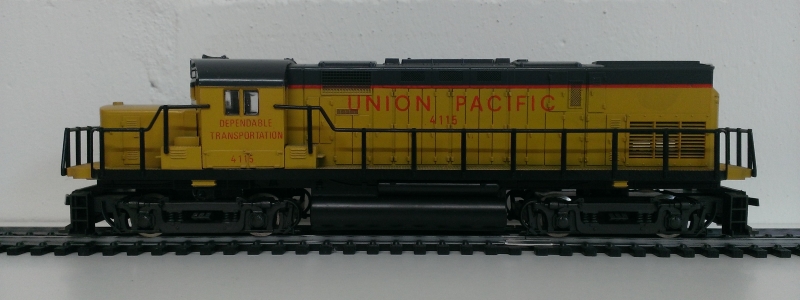 UNION PACIFIC
4115
DEPENDABLE
TRANSPORTATION
4115